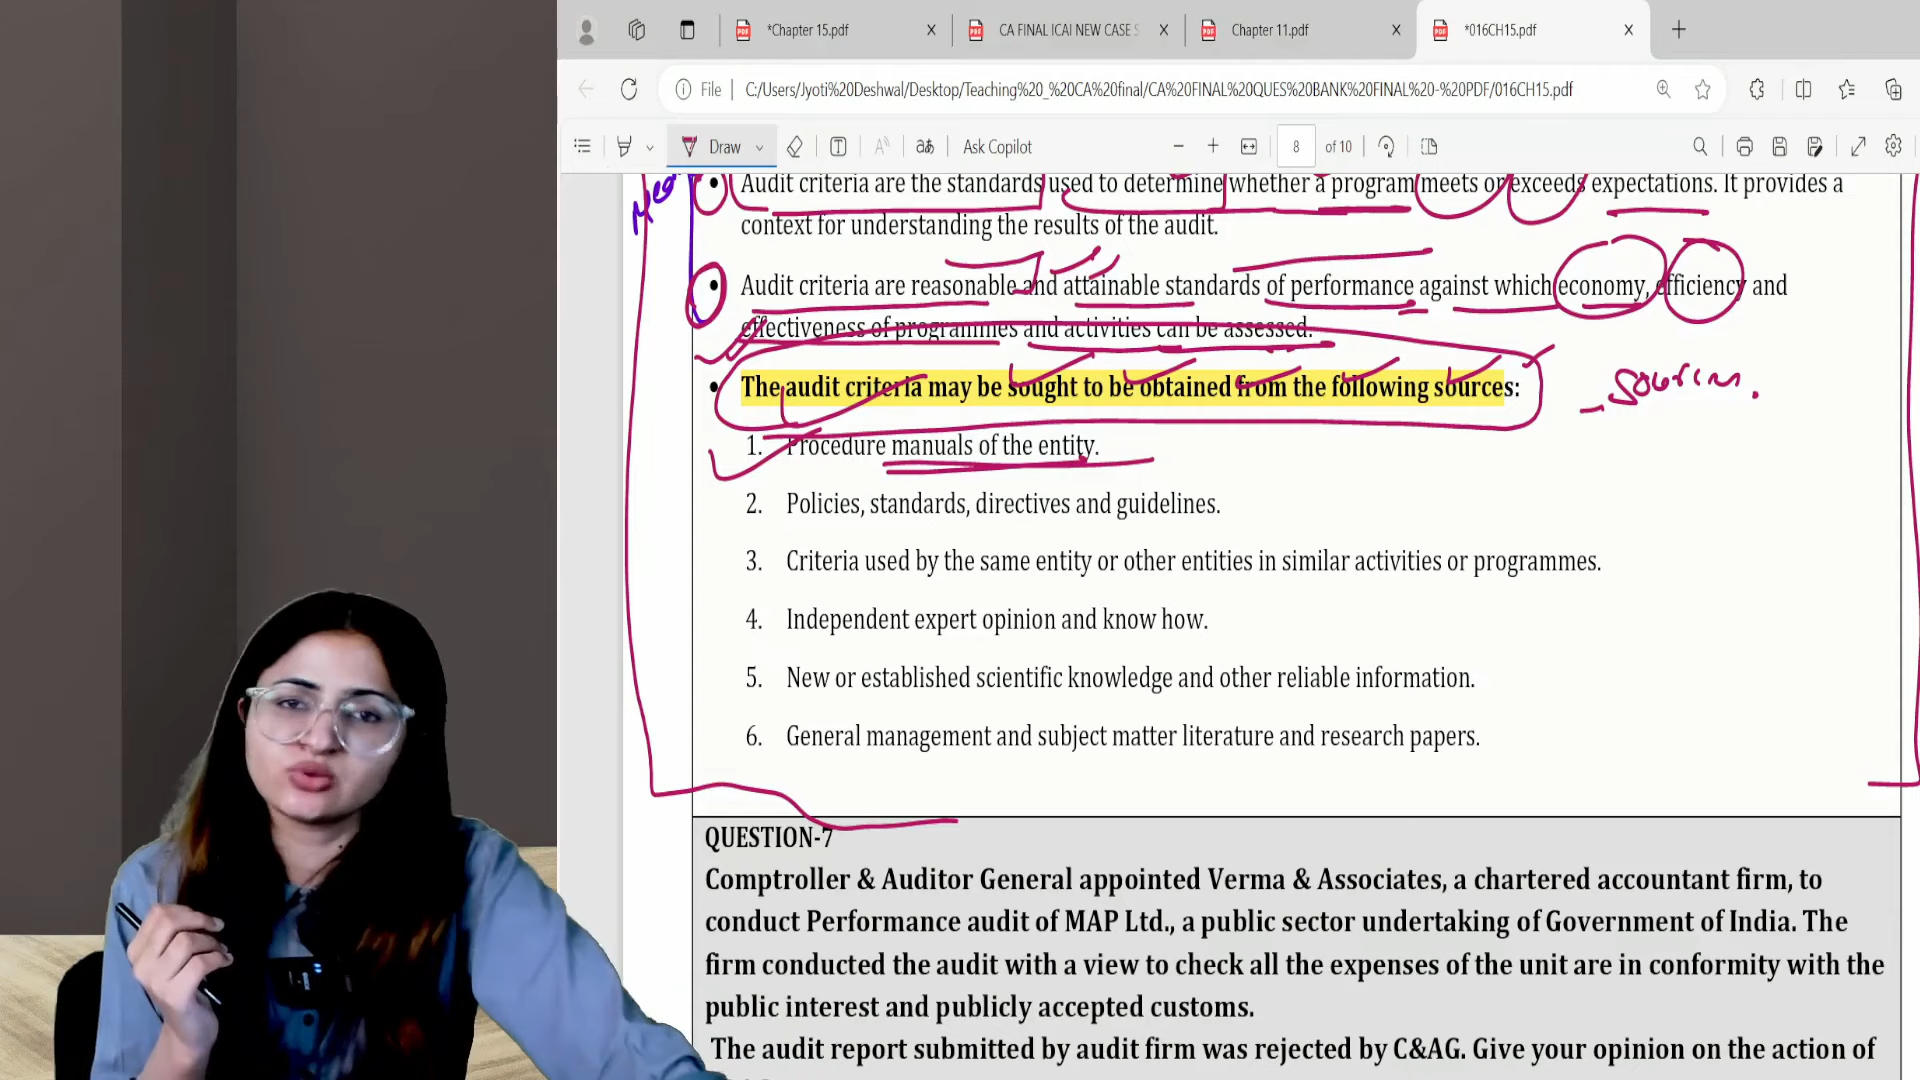 *Chapter 15.pdf
CA FINAL ICAI NEW CASE S
Chapter 11.pdf
*016CH15.pdf
File
C:/Users/Jyoti%20Deshwal/Desktop/Teaching%20_%20CA%20final/CA%20FINAL%20QUES%20BANK%20FINAL%20-%20PDF/016CH15.pdf
Draw
Ask Copilot
8 of 10
• Audit criteria are the standards used to determine whether a program meets or exceeds expectations. It provides a
context for understanding the results of the audit.
• Audit criteria are reasonable and attainable standards of performance against which economy, efficiency and
effectiveness of programmes and activities can be assessed.
• The audit criteria may be sought to be obtained from the following sources:
1. Procedure manuals of the entity.
2. Policies, standards, directives and guidelines.
3. Criteria used by the same entity or other entities in similar activities or programmes.
4. Independent expert opinion and know how.
5. New or established scientific knowledge and other reliable information.
6. General management and subject matter literature and research papers.
QUESTION-7
Comptroller & Auditor General appointed Verma & Associates, a chartered accountant firm, to
conduct Performance audit of MAP Ltd., a public sector undertaking of Government of India. The
firm conducted the audit with a view to check all the expenses of the unit are in conformity with the
public interest and publicly accepted customs.
The audit report submitted by audit firm was rejected by C&AG. Give your opinion on the action of